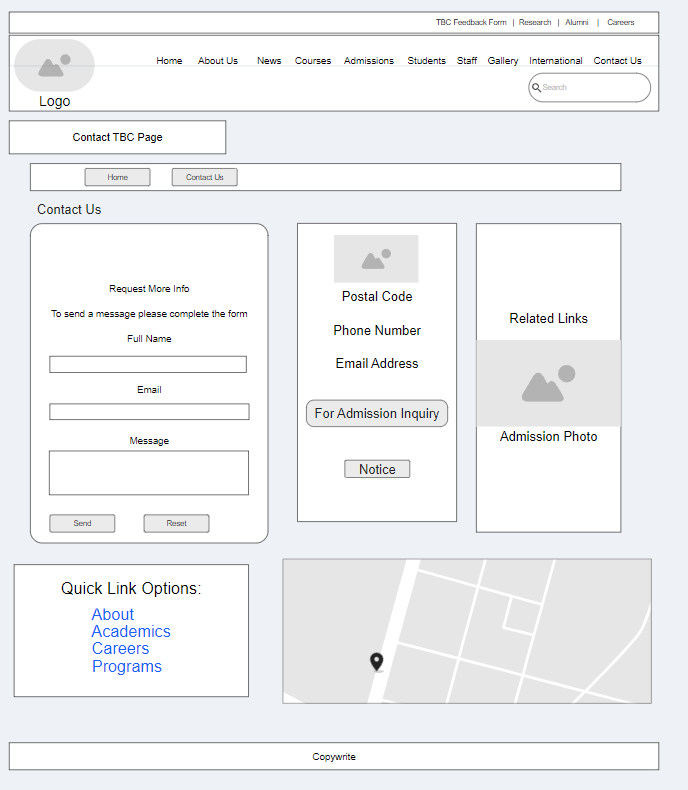 TBC Feedback Form | Research | Alumni | Careers
Home About Us News Courses Admissions Students Staff Gallery International Contact Us
Search
Logo
Contact TBC Page
Home Contact Us
Contact Us
Request More Info
To send a message please complete the form
Full Name
Email
Message
Send Reset
Postal Code
Phone Number
Email Address
For Admission Inquiry
Notice
Related Links
Admission Photo
Quick Link Options:
About
Academics
Careers
Programs
Copywrite